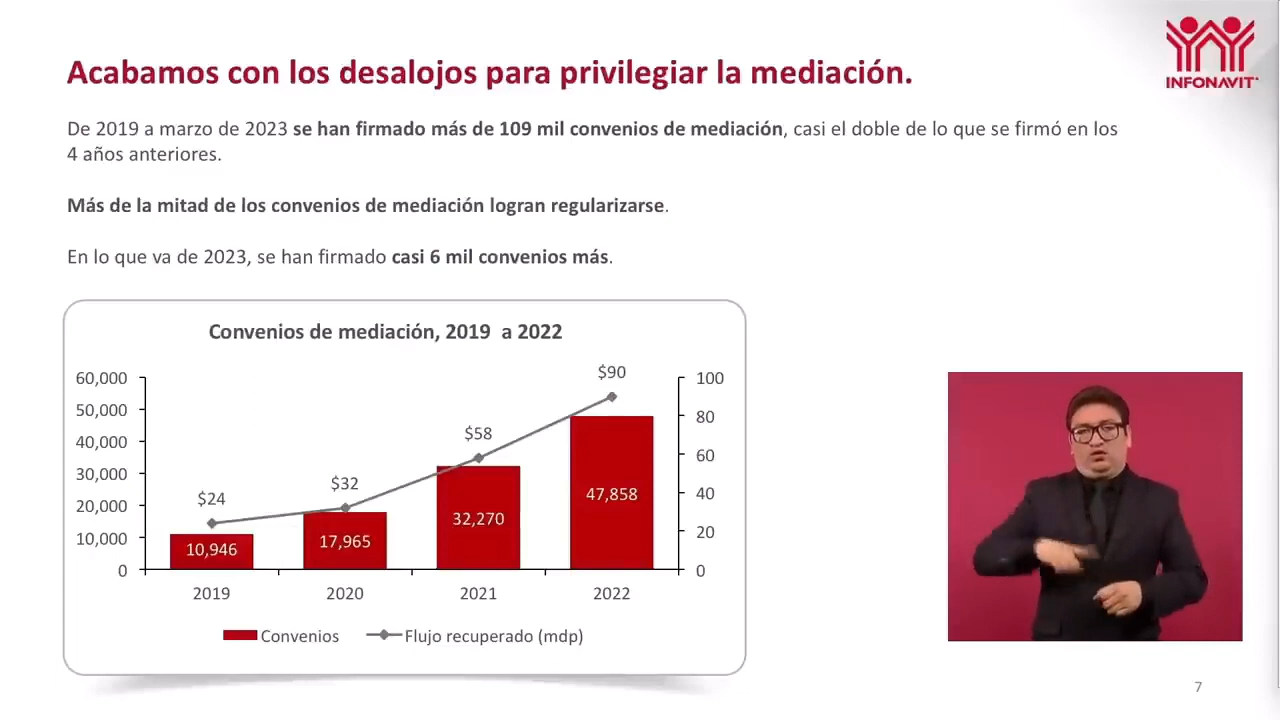 INFONAVIT
Acabamos con los desalojos para privilegiar la mediación.
De 2019 a marzo de 2023 se han firmado más de 109 mil convenios de mediación, casi el doble de lo que se firmó en los
4 años anteriores.
Más de la mitad de los convenios de mediación logran regularizarse.
En lo que va de 2023, se han firmado casi 6 mil convenios más.
Convenios de mediación, 2019 a 2022
60,000
50,000
40,000
30,000
20,000
10,000
0
$24
$32
$58
$90
10,946
17,965
32,270
47,858
100
80
60
40
20
0
2019 2020 2021 2022
Convenios Flujo recuperado (mdp)
7